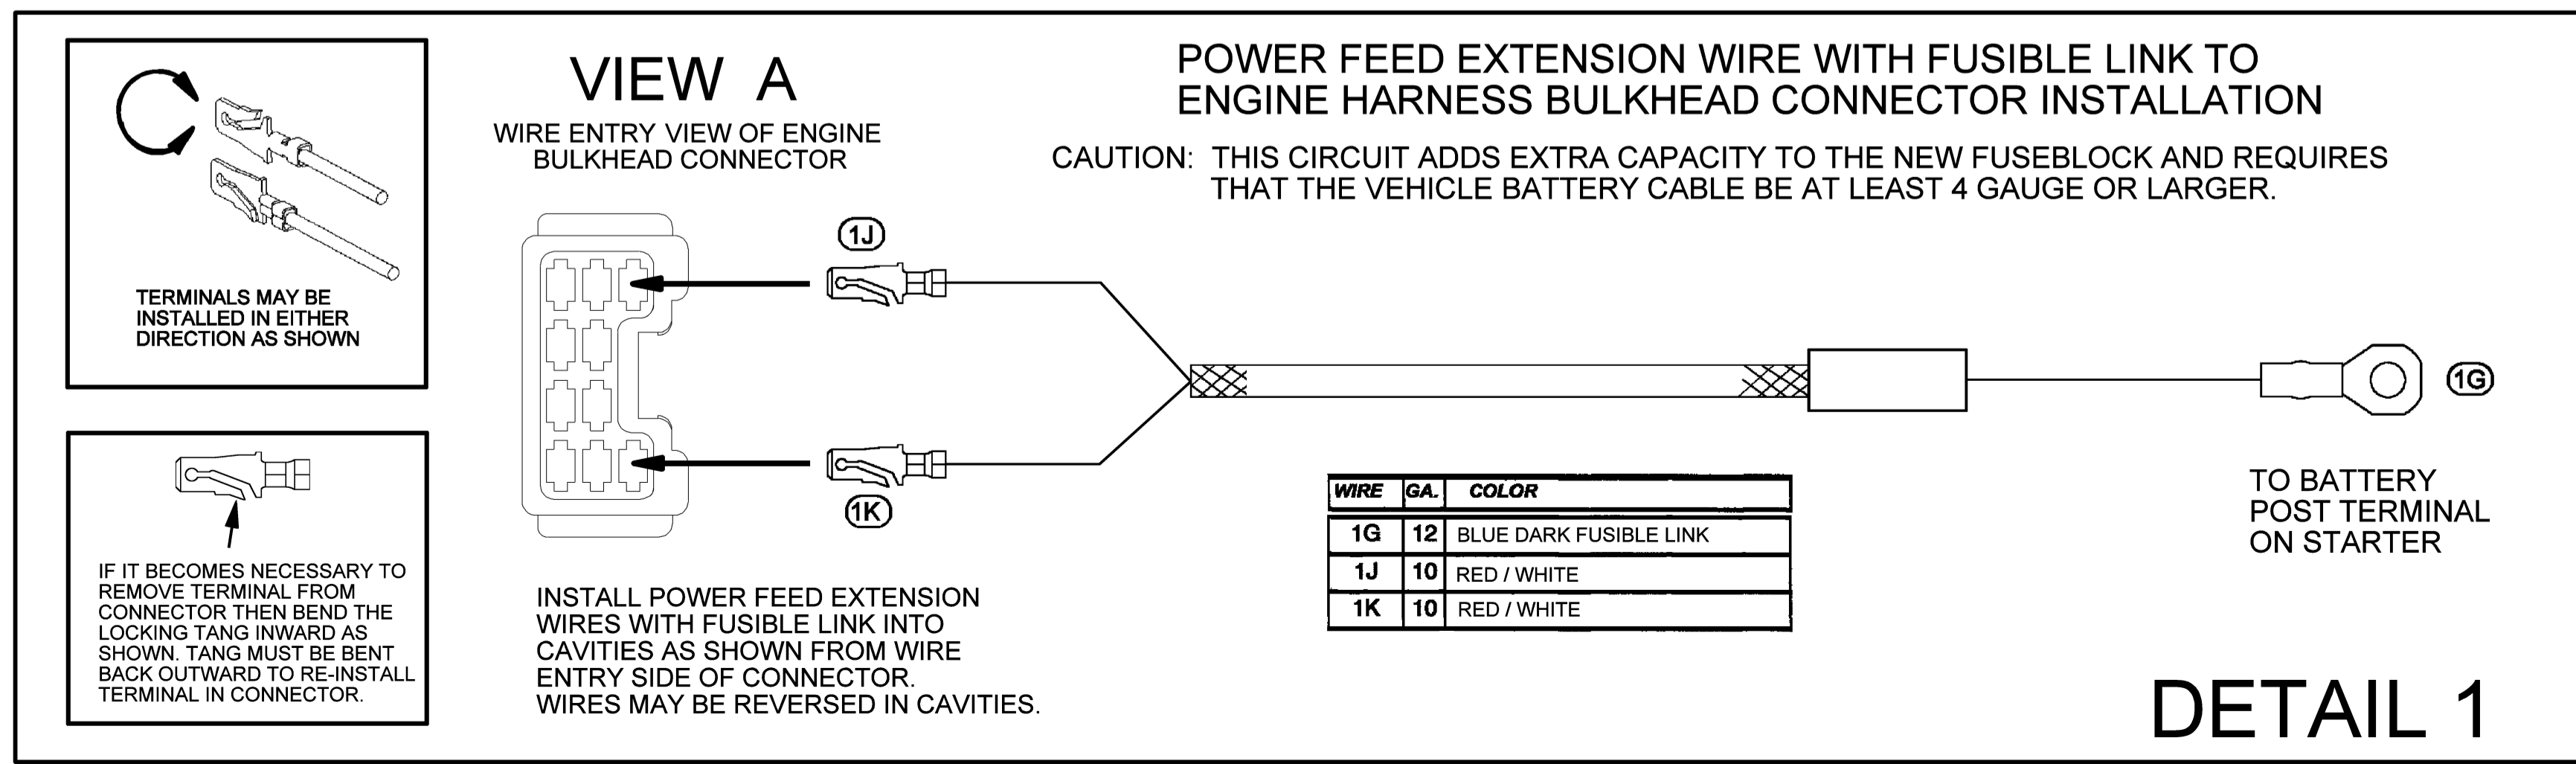 TERMINALS MAY BE
INSTALLED IN EITHER
DIRECTION AS SHOWN
IF IT BECOMES NECESSARY TO
REMOVE TERMINAL FROM
CONNECTOR THEN BEND THE
LOCKING TANG INWARD AS
SHOWN. TANG MUST BE BENT
BACK OUTWARD TO RE-INSTALL
TERMINAL IN CONNECTOR.
VIEW A
WIRE ENTRY VIEW OF ENGINE
BULKHEAD CONNECTOR
1J
1K
INSTALL POWER FEED EXTENSION
WIRES WITH FUSIBLE LINK INTO
CAVITIES AS SHOWN FROM WIRE
ENTRY SIDE OF CONNECTOR.
WIRES MAY BE REVERSED IN CAVITIES.
POWER FEED EXTENSION WIRE WITH FUSIBLE LINK TO
ENGINE HARNESS BULKHEAD CONNECTOR INSTALLATION
CAUTION: THIS CIRCUIT ADDS EXTRA CAPACITY TO THE NEW FUSEBLOCK AND REQUIRES
THAT THE VEHICLE BATTERY CABLE BE AT LEAST 4 GAUGE OR LARGER.
1G
TO BATTERY
POST TERMINAL
ON STARTER
WIRE GA. COLOR
1G 12 BLUE DARK FUSIBLE LINK
1J 10 RED / WHITE
1K 10 RED / WHITE
DETAIL 1